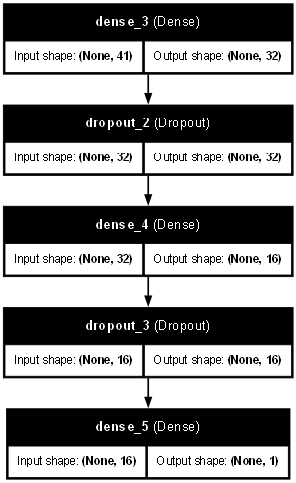 dense_3 (Dense)
Input shape: (None, 41) Output shape: (None, 32)
dropout_2 (Dropout)
Input shape: (None, 32) Output shape: (None, 32)
dense_4 (Dense)
Input shape: (None, 32) Output shape: (None, 16)
dropout_3 (Dropout)
Input shape: (None, 16) Output shape: (None, 16)
dense_5 (Dense)
Input shape: (None, 16) Output shape: (None, 1)